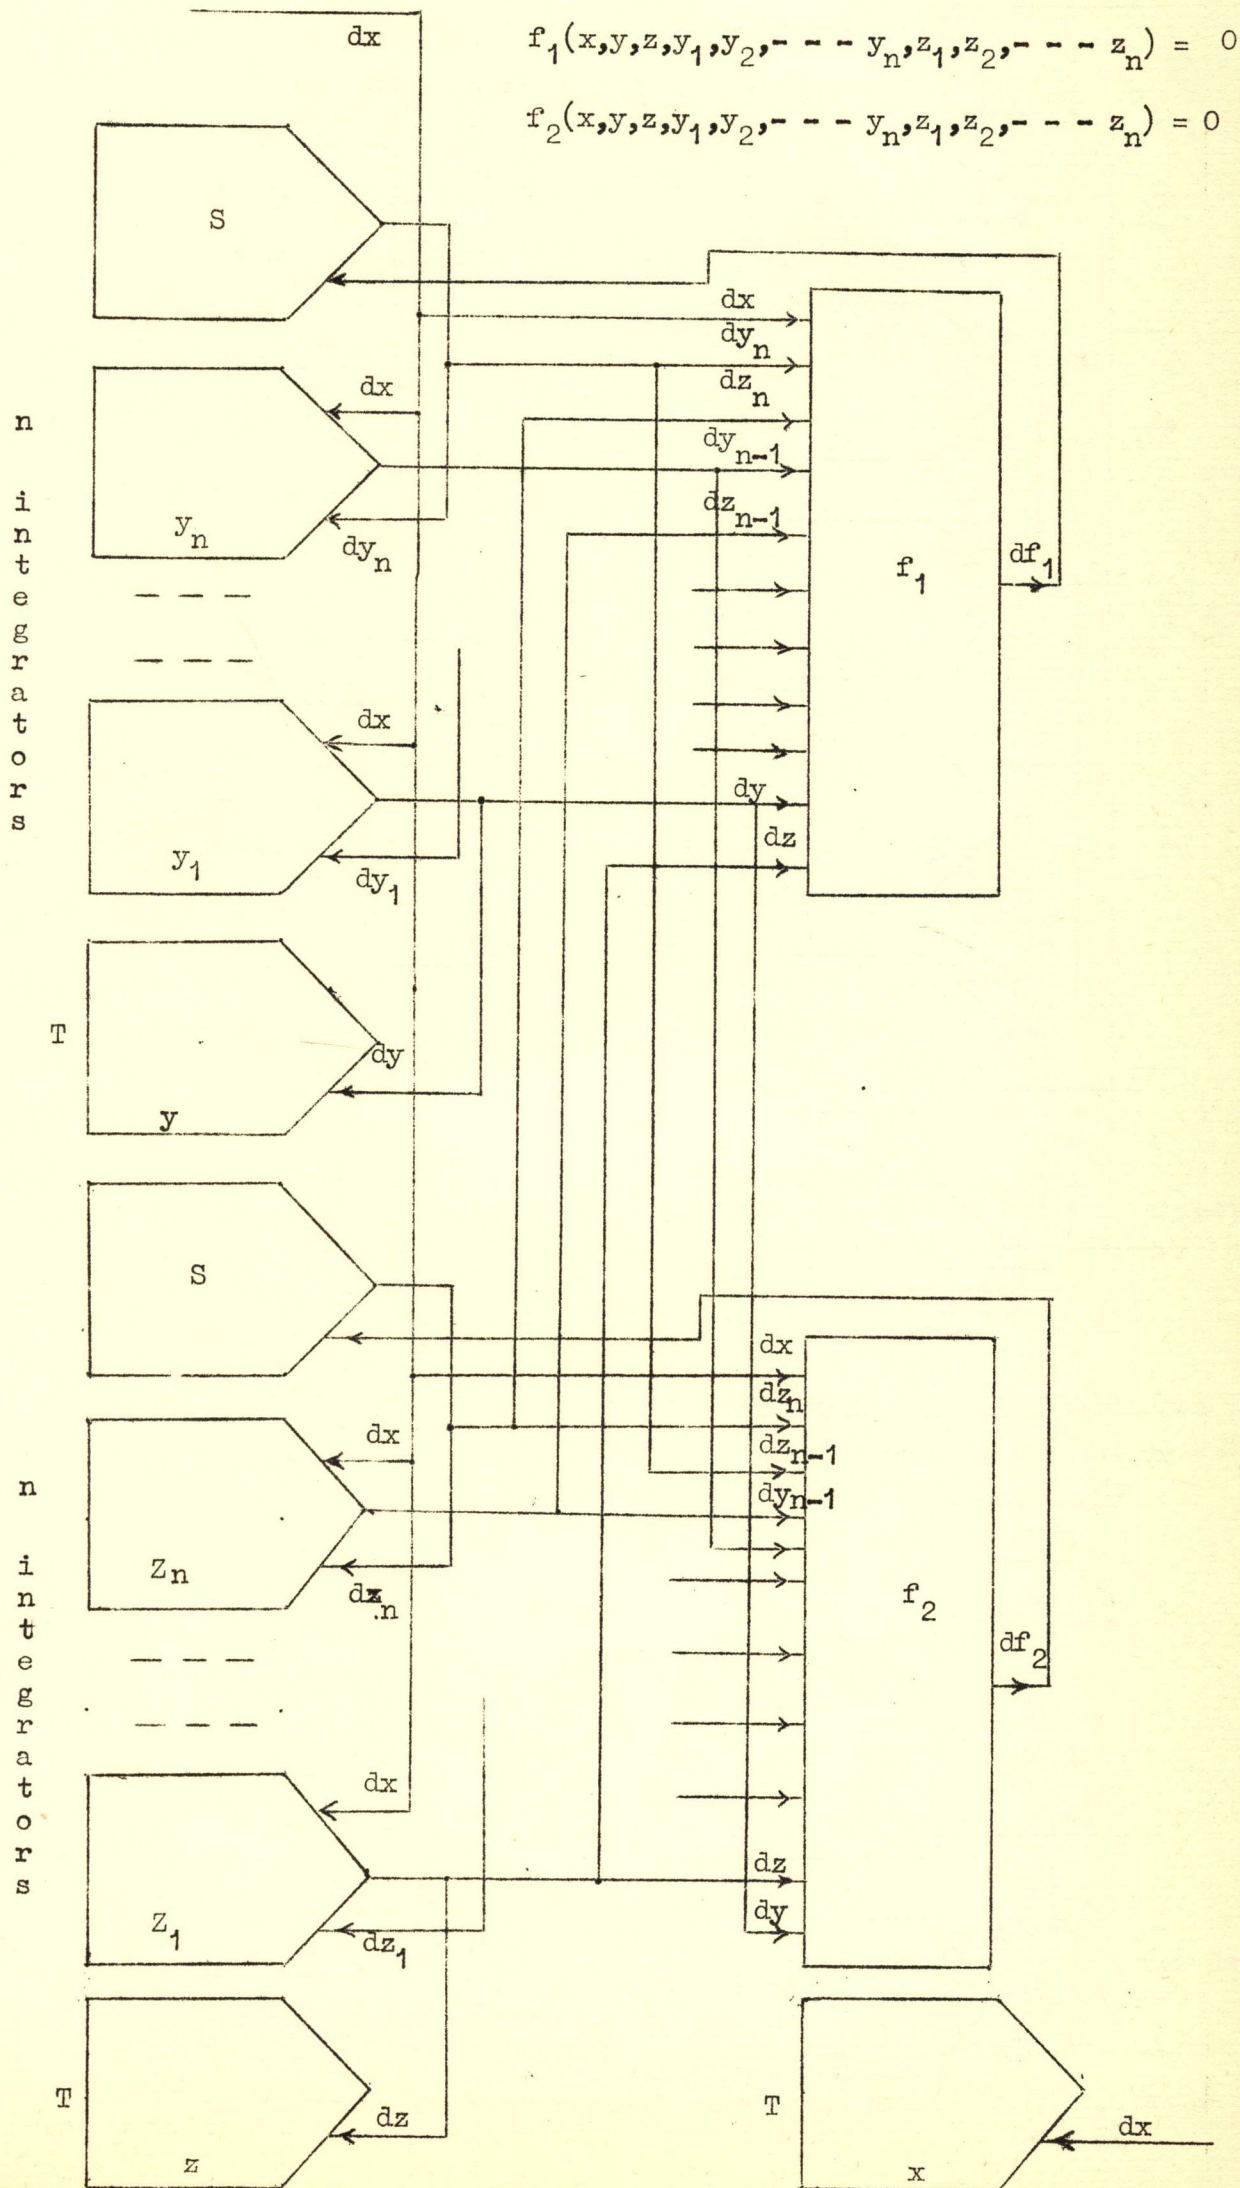 dx
f₁(x,y,z,y₁,y₂,- - - yₙ,z₁,z₂,- - - zₙ) = 0
f₂(x,y,z,y₁,y₂,- - - yₙ,z₁,z₂,- - - zₙ) = 0
S
dx
dyₙ
dzₙ
dyₙ₋₁
dzₙ₋₁
n integrators
dx
yₙ
dyₙ
f₁
df₁
dx
y₁
dy₁
dy
dz
T
dy
y
S
dx
dzₙ
dzₙ₋₁
dyₙ₋₁
n integrators
dx
Zₙ
dzₙ
f₂
df₂
dx
Z₁
dz₁
dz
dy
T
dz
z
T
dx
x